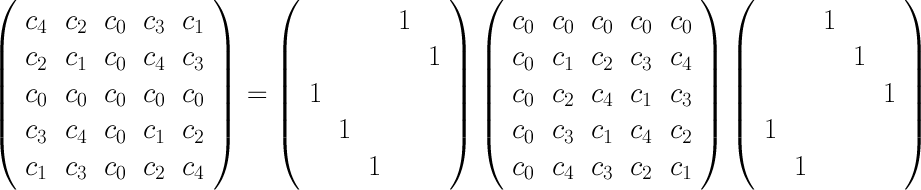 c₄ c₂ c₀ c₃ c₁ 1 c₀ c₀ c₀ c₀ c₀ 1
c₂ c₁ c₀ c₄ c₃ 1 c₀ c₁ c₂ c₃ c₄ 1
c₀ c₀ c₀ c₀ c₀ = 1 c₀ c₂ c₄ c₁ c₃ 1
c₃ c₄ c₀ c₁ c₂ 1 c₀ c₃ c₁ c₄ c₂ 1
c₁ c₃ c₀ c₂ c₄ 1 c₀ c₄ c₃ c₂ c₁ 1